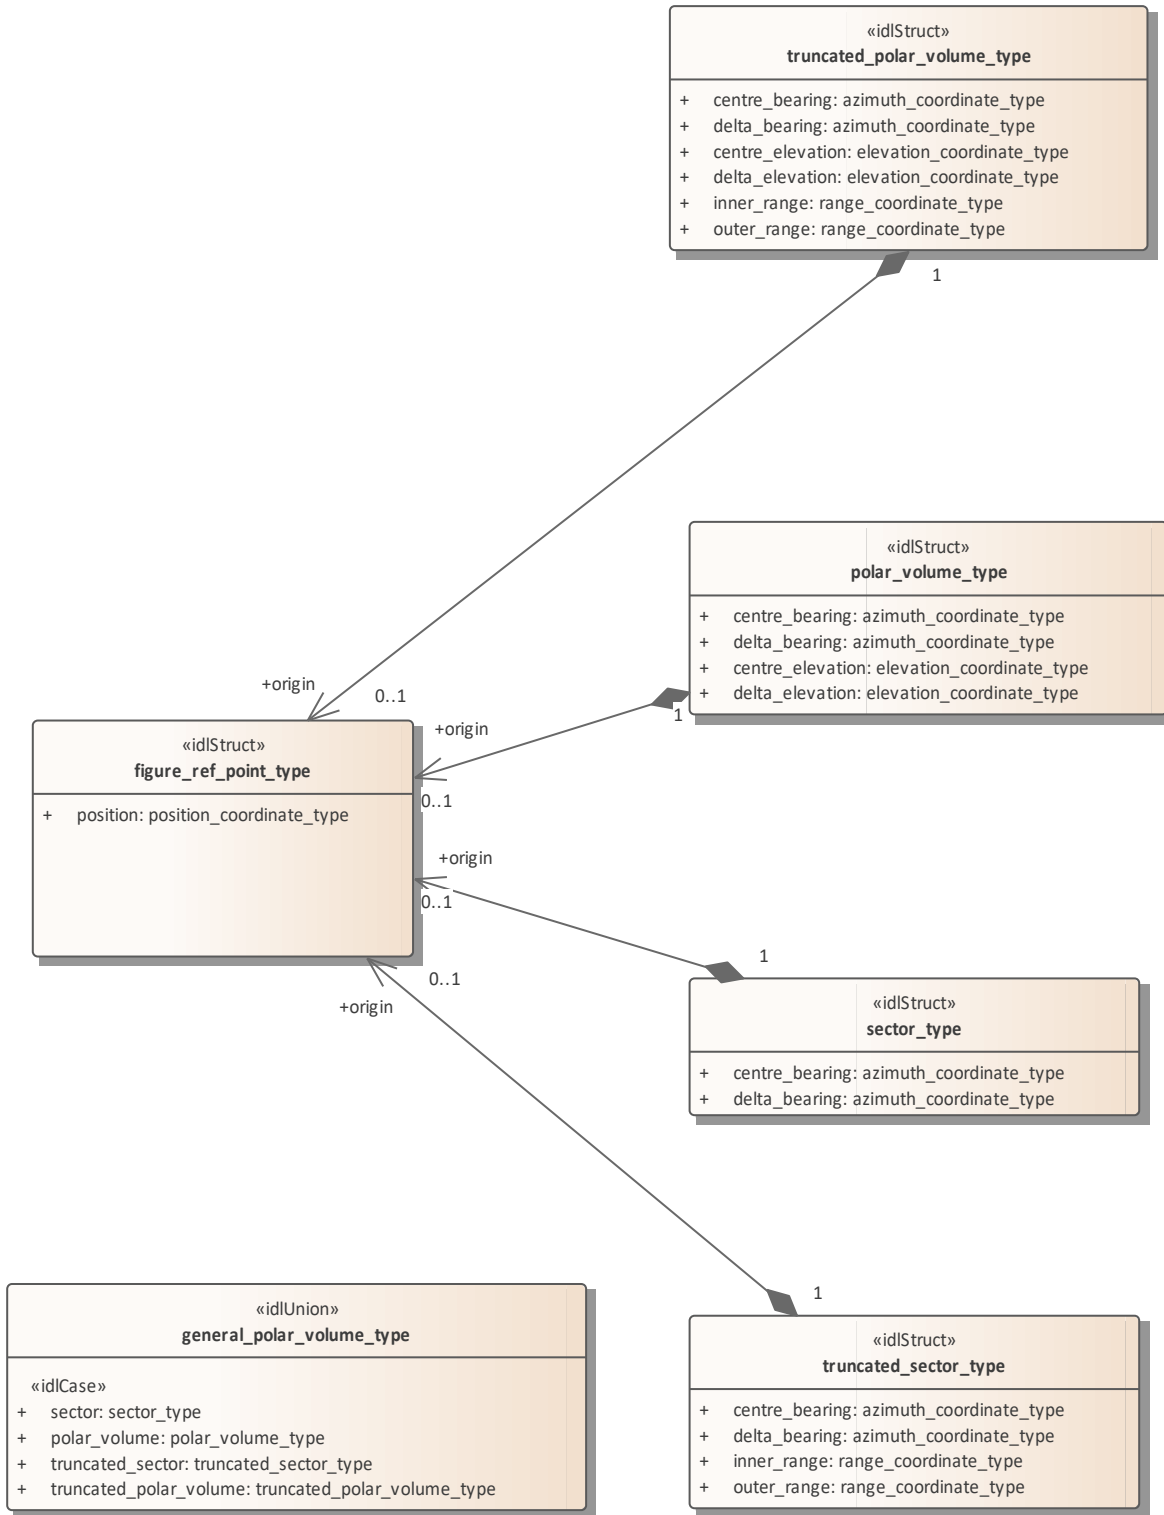 «idlStruct»
truncated_polar_volume_type
+ centre_bearing: azimuth_coordinate_type
+ delta_bearing: azimuth_coordinate_type
+ centre_elevation: elevation_coordinate_type
+ delta_elevation: elevation_coordinate_type
+ inner_range: range_coordinate_type
+ outer_range: range_coordinate_type
1
«idlStruct»
polar_volume_type
+ centre_bearing: azimuth_coordinate_type
+ delta_bearing: azimuth_coordinate_type
+ centre_elevation: elevation_coordinate_type
+ delta_elevation: elevation_coordinate_type
1
+origin
0..1
+origin
0..1
«idlStruct»
figure_ref_point_type
+ position: position_coordinate_type
+origin
0..1
0..1
+origin
1
«idlStruct»
sector_type
+ centre_bearing: azimuth_coordinate_type
+ delta_bearing: azimuth_coordinate_type
1
«idlUnion»
general_polar_volume_type
«idlCase»
+ sector: sector_type
+ polar_volume: polar_volume_type
+ truncated_sector: truncated_sector_type
+ truncated_polar_volume: truncated_polar_volume_type
«idlStruct»
truncated_sector_type
+ centre_bearing: azimuth_coordinate_type
+ delta_bearing: azimuth_coordinate_type
+ inner_range: range_coordinate_type
+ outer_range: range_coordinate_type